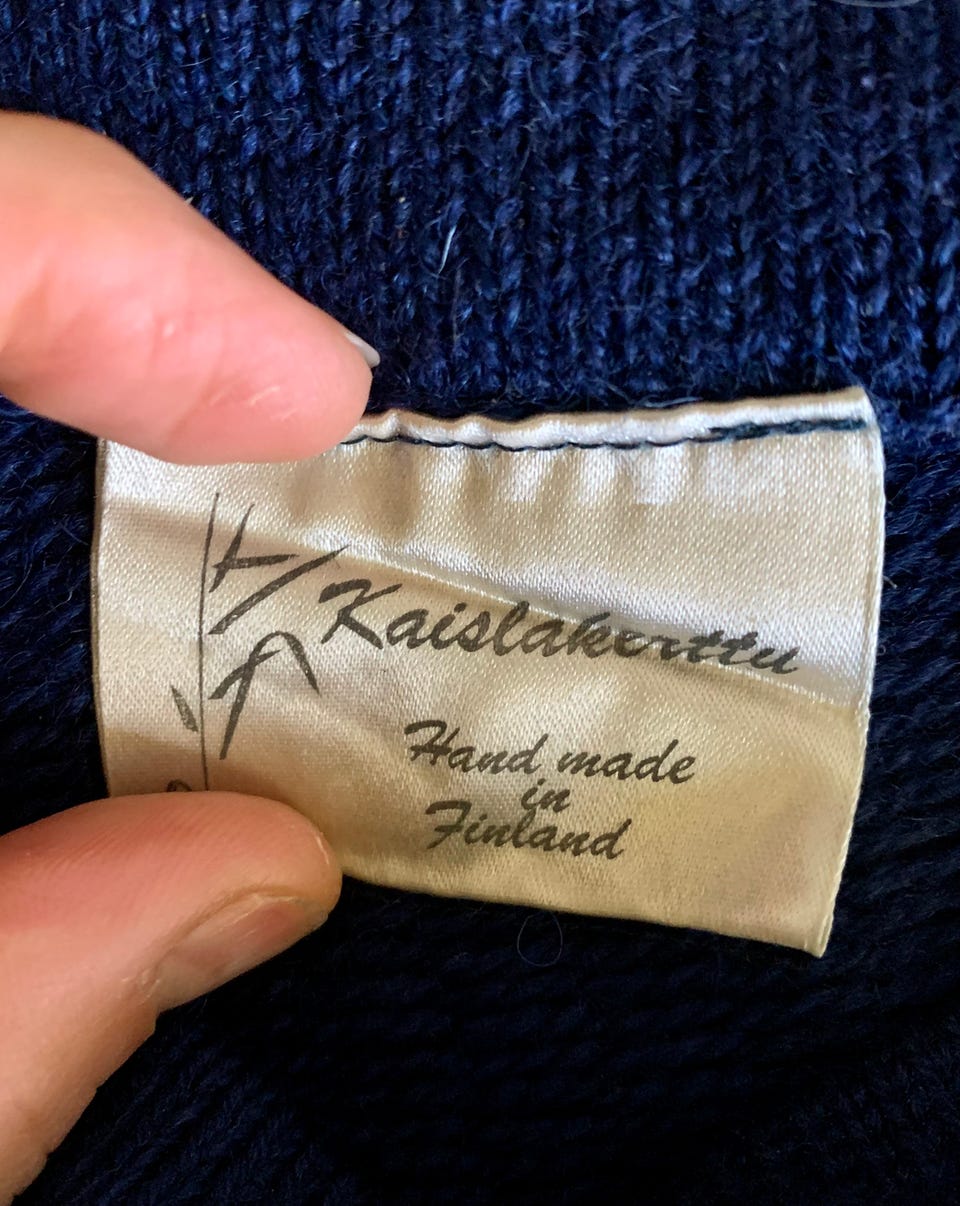 Kaislakerttu
Hand made
in
Finland